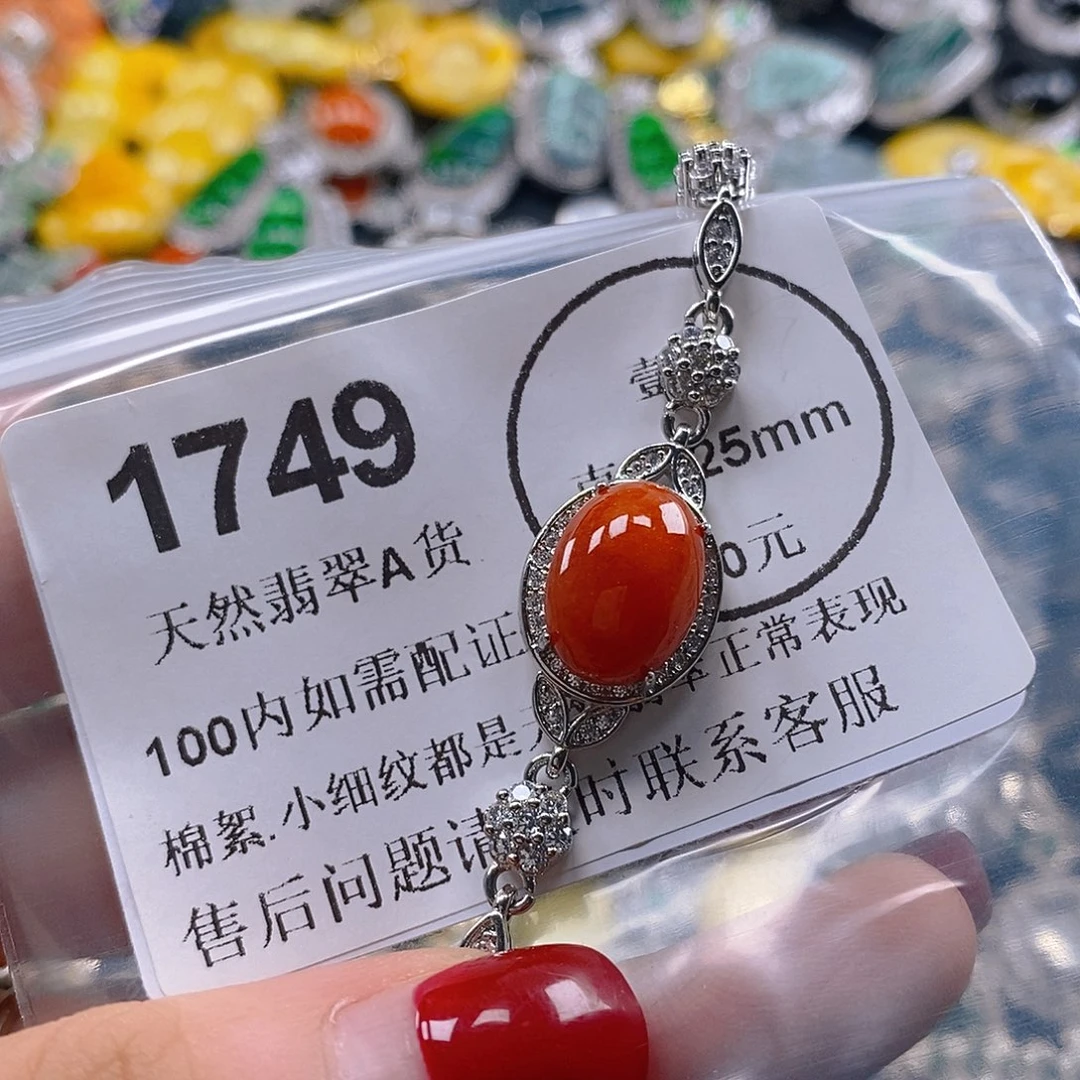 1749
天然翡翠A货
100内如需配证
棉絮.小细纹都是 正常表现
售后问题请 时联系客服
壹
25mm
0元